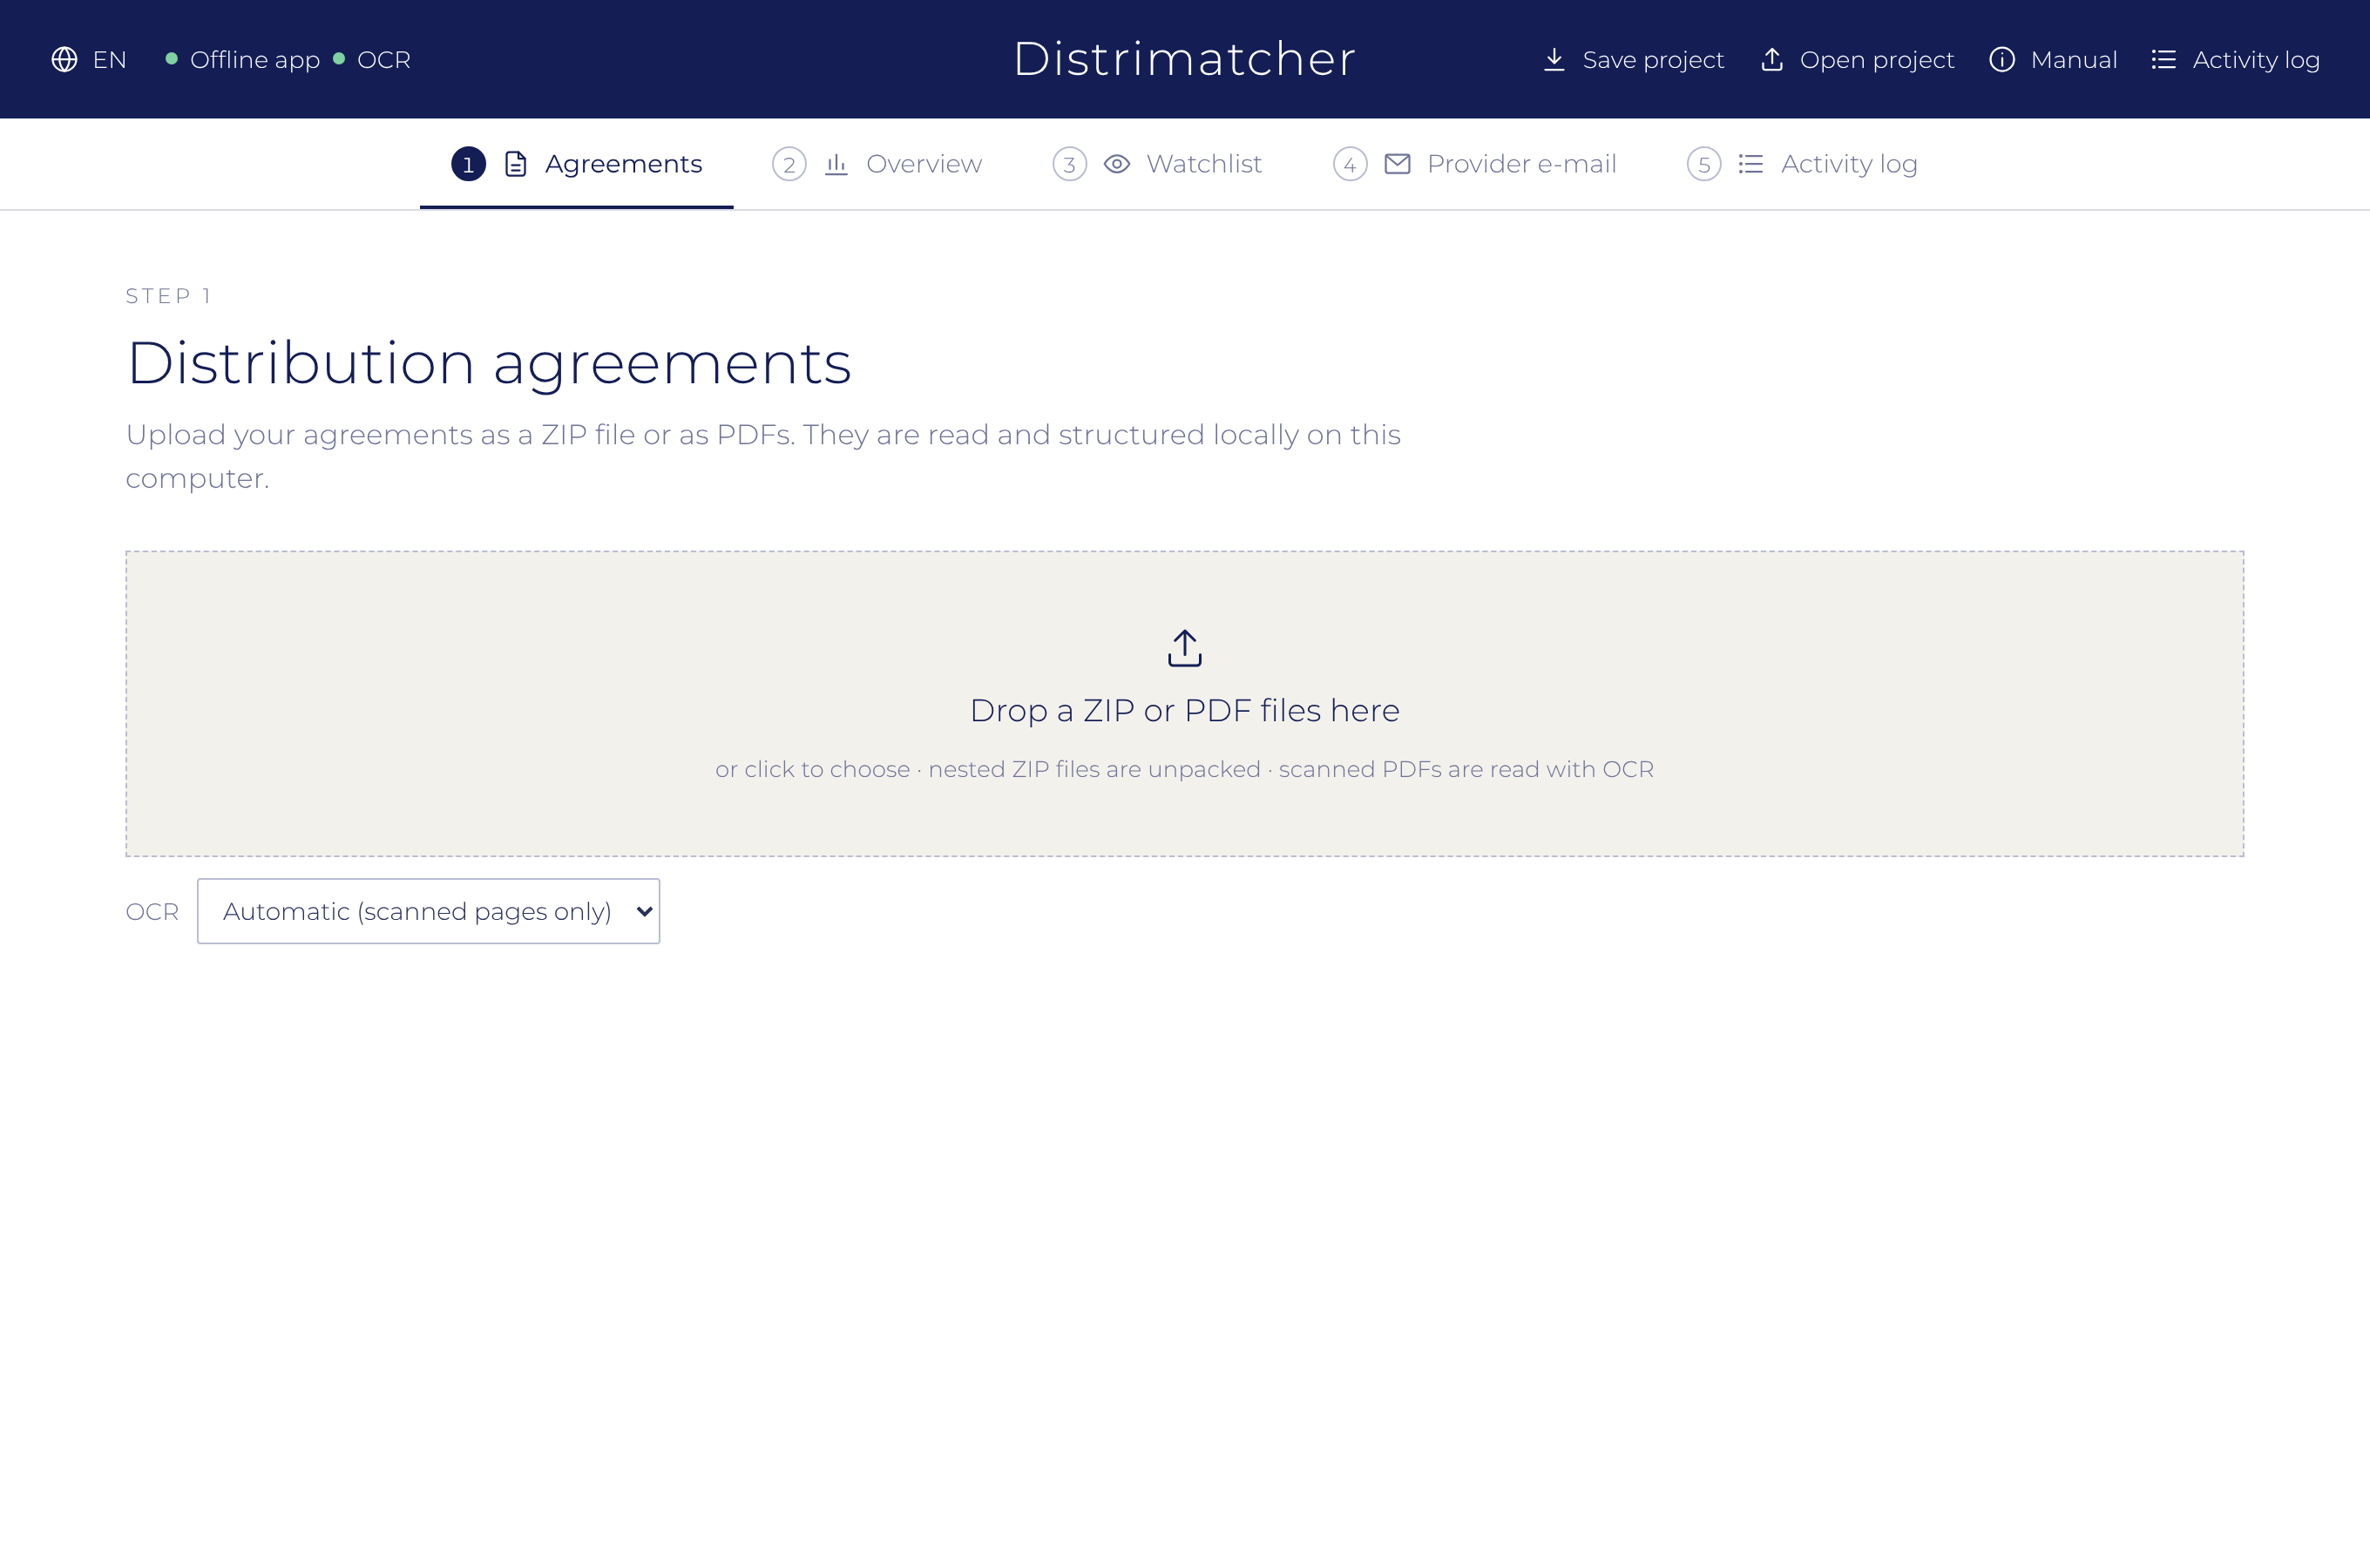 EN Offline app OCR Distrimatcher Save project Open project Manual Activity log
1 Agreements 2 Overview 3 Watchlist 4 Provider e-mail 5 Activity log
STEP 1
Distribution agreements
Upload your agreements as a ZIP file or as PDFs. They are read and structured locally on this
computer.
Drop a ZIP or PDF files here
or click to choose · nested ZIP files are unpacked · scanned PDFs are read with OCR
OCR Automatic (scanned pages only)